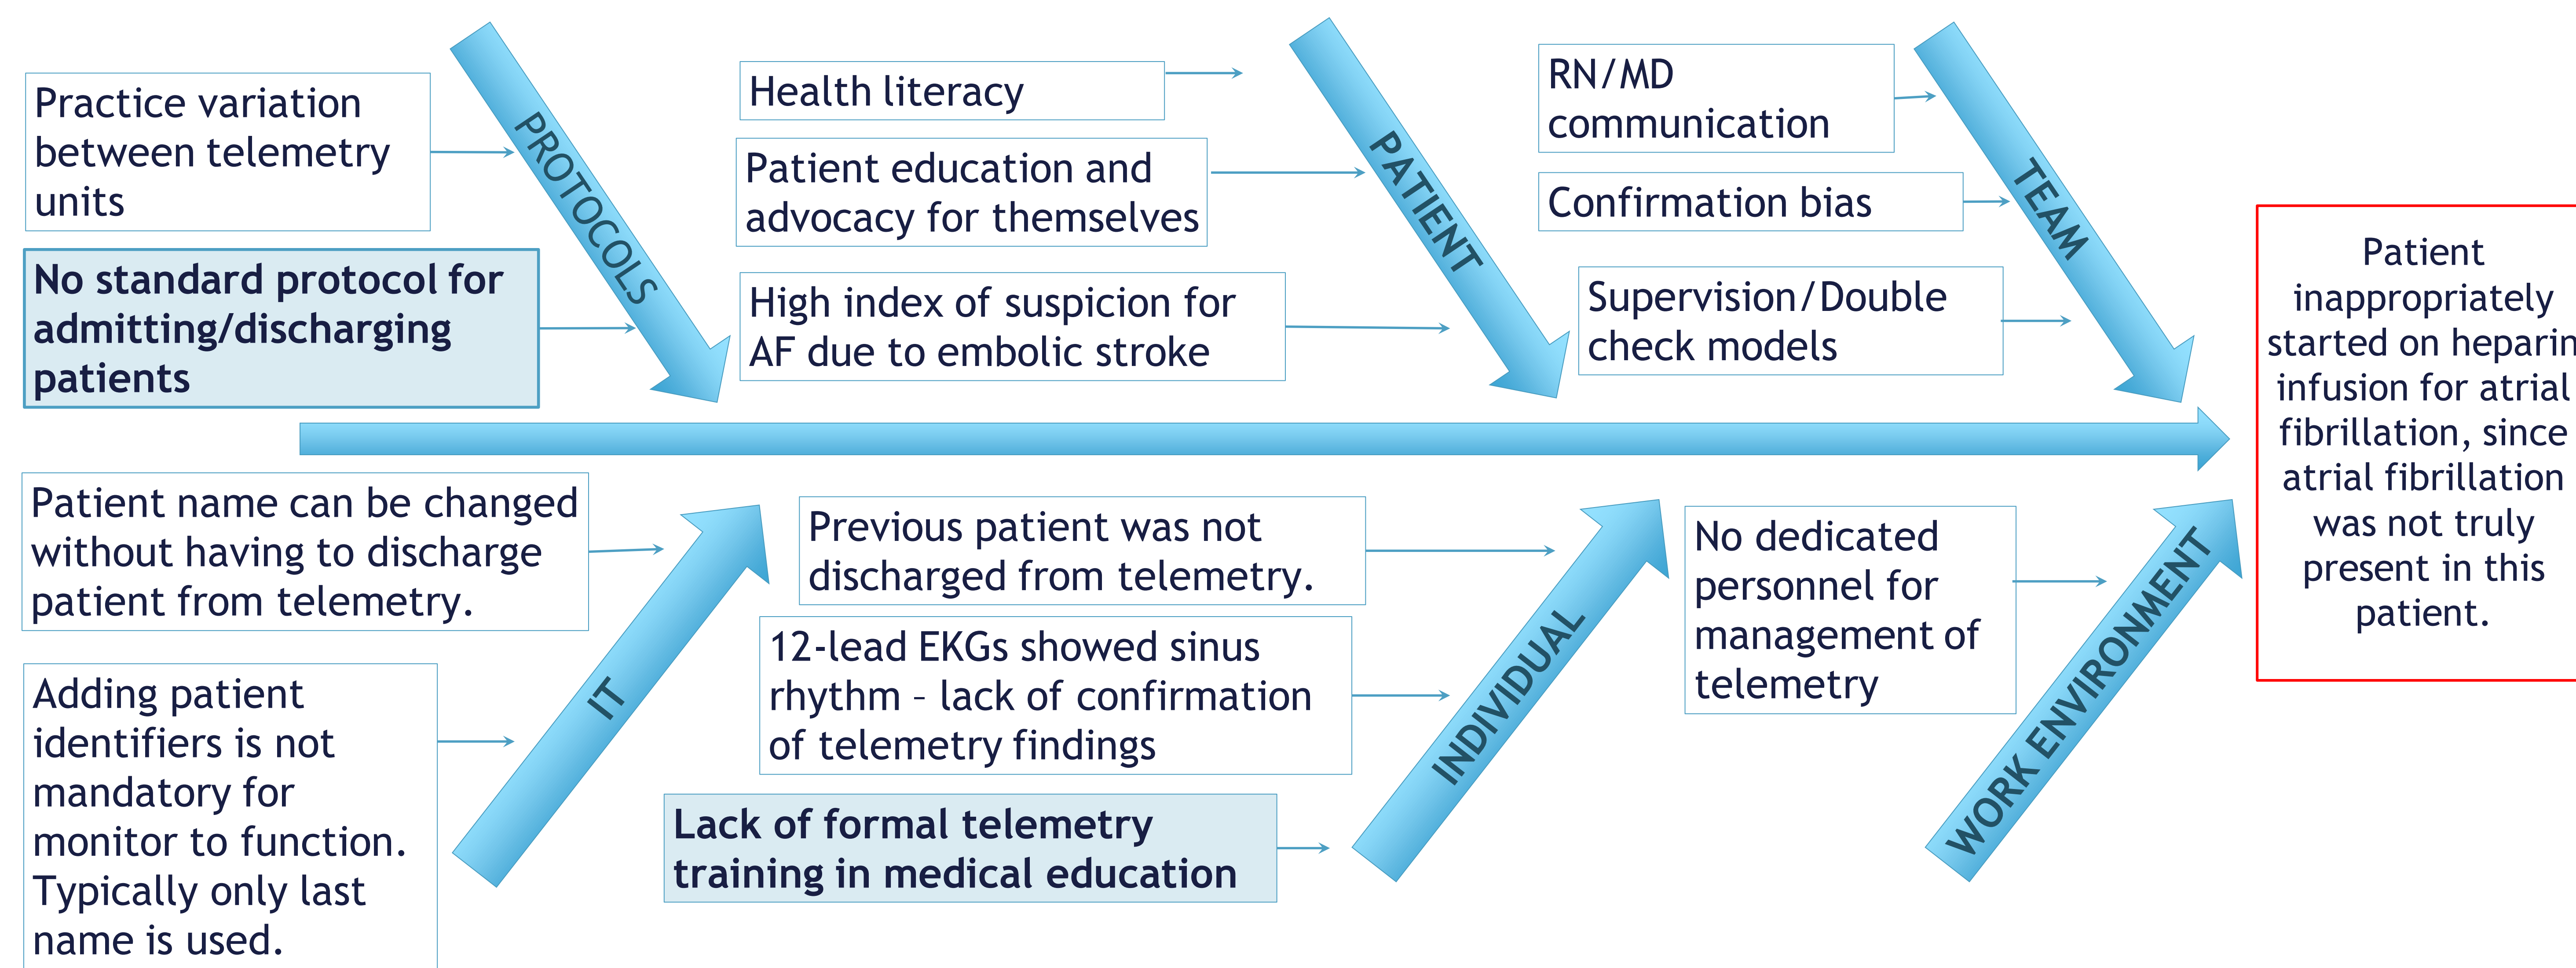 Practice variation
between telemetry
units
No standard protocol for
admitting/discharging
patients
PROTOCOLS
Health literacy
Patient education and
advocacy for themselves
High index of suspicion for
AF due to embolic stroke
PATIENT
RN/MD
communication
Confirmation bias
Supervision/Double
check models
TEAM
Patient name can be changed
without having to discharge
patient from telemetry.
Adding patient
identifiers is not
mandatory for
monitor to function.
Typically only last
name is used.
IT
Previous patient was not
discharged from telemetry.
12-lead EKGs showed sinus
rhythm – lack of confirmation
of telemetry findings
Lack of formal telemetry
training in medical education
INDIVIDUAL
No dedicated
personnel for
management of
telemetry
WORK ENVIRONMENT
Patient
inappropriately
started on heparin
infusion for atrial
fibrillation, since
atrial fibrillation
was not truly
present in this
patient.